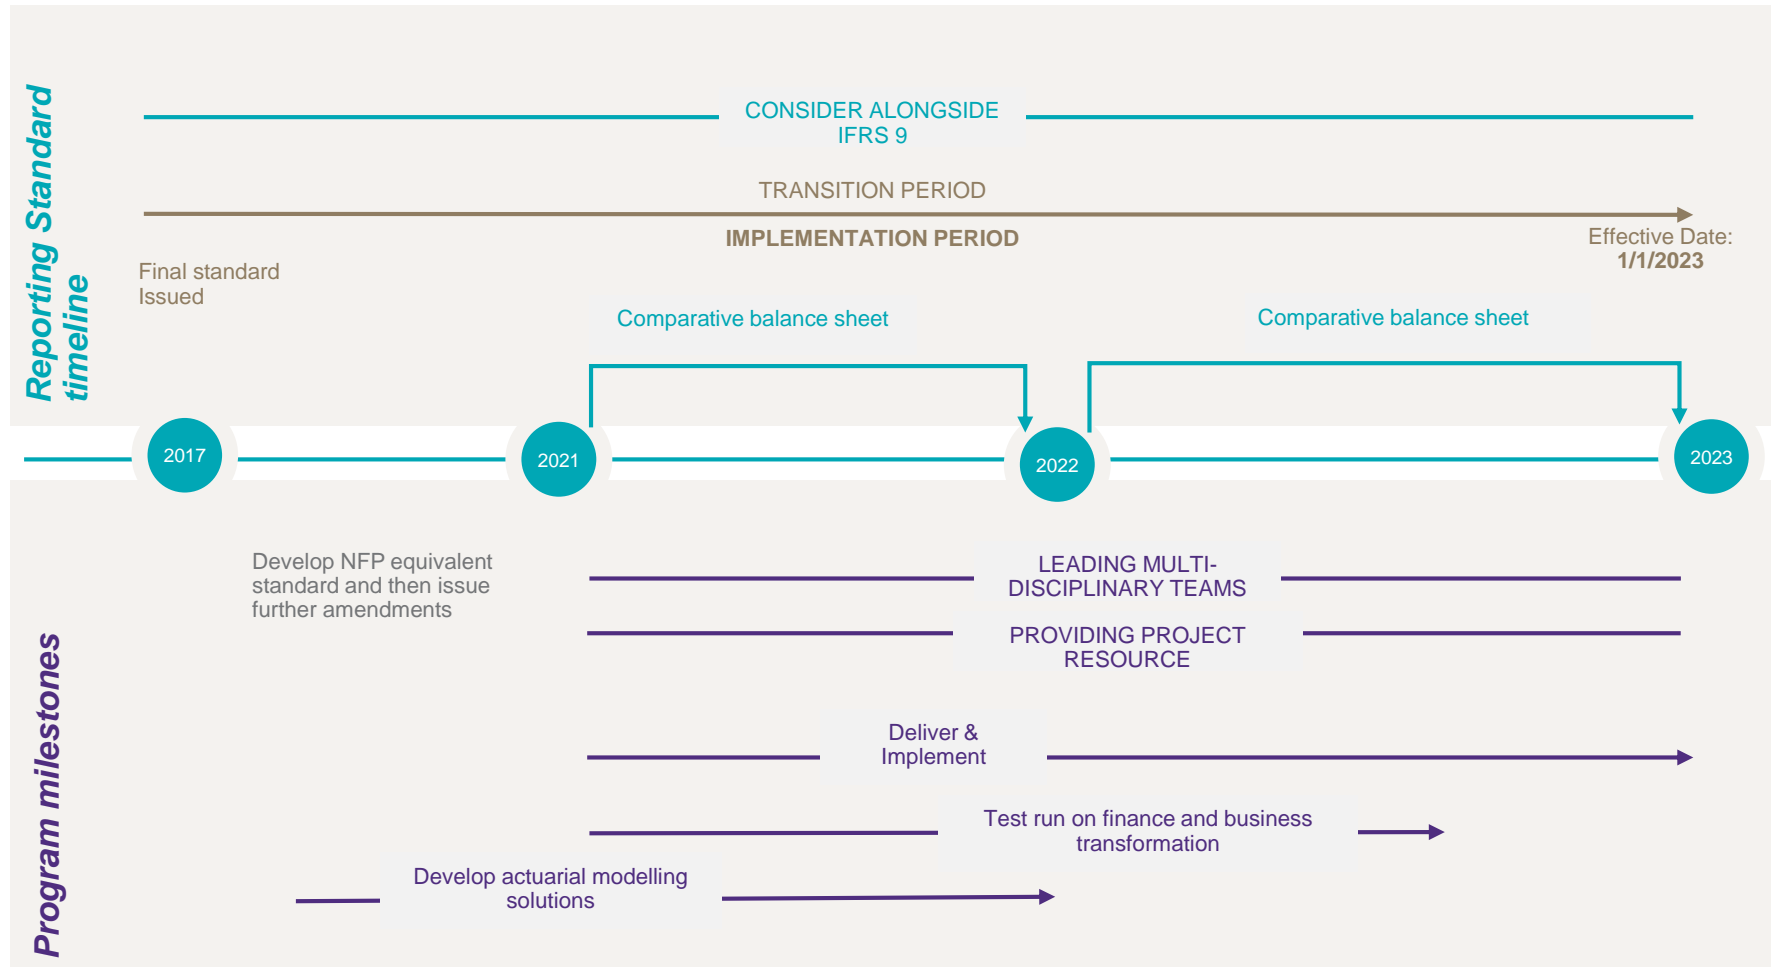 Reporting Standard
timeline
CONSIDER ALONGSIDE
IFRS 9
TRANSITION PERIOD
IMPLEMENTATION PERIOD
Effective Date:
1/1/2023
Final standard
Issued
Comparative balance sheet
Comparative balance sheet
2017
2021
2022
2023
Program milestones
Develop NFP equivalent
standard and then issue
further amendments
LEADING MULTI-
DISCIPLINARY TEAMS
PROVIDING PROJECT
RESOURCE
Deliver &
Implement
Test run on finance and business
transformation
Develop actuarial modelling
solutions